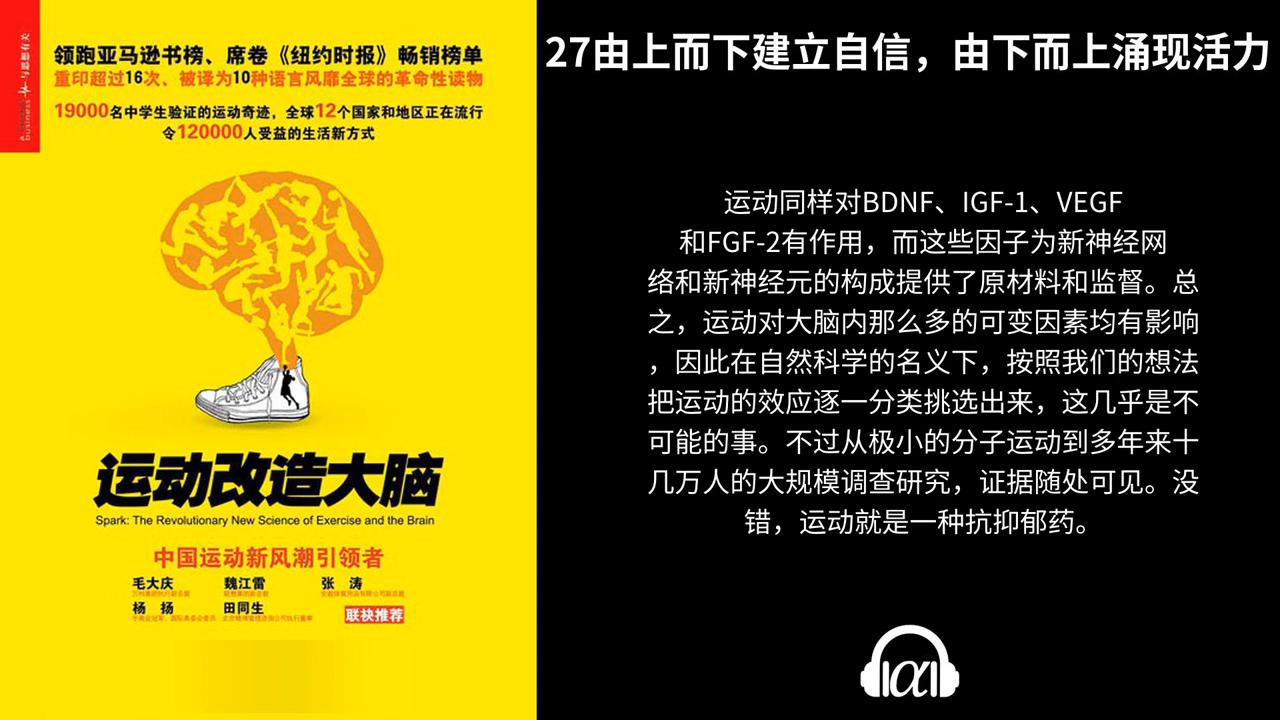 与思想有关
business
领跑亚马逊书榜、席卷《纽约时报》畅销榜单
重印超过16次、被译为10种语言风靡全球的革命性读物
19000名中学生验证的运动奇迹，全球12个国家和地区正在流行
令120000人受益的生活新方式
运动改造大脑
Spark: The Revolutionary New Science of Exercise and the Brain
中国运动新风潮引领者
毛大庆 魏江雷 张 涛
万科集团执行副总裁
杨 扬 田同生
联袂推荐
27由上而下建立自信，由下而上涌现活力
运动同样对BDNF、IGF-1、VEGF
和FGF-2有作用，而这些因子为新神经网
络和新神经元的构成提供了原材料和监督。总
之，运动对大脑内那么多的可变因素均有影响
，因此在自然科学的名义下，按照我们的想法
把运动的效应逐一分类挑选出来，这几乎是不
可能的事。不过从极小的分子运动到多年来十
几万人的大规模调查研究，证据随处可见。没
错，运动就是一种抗抑郁药。